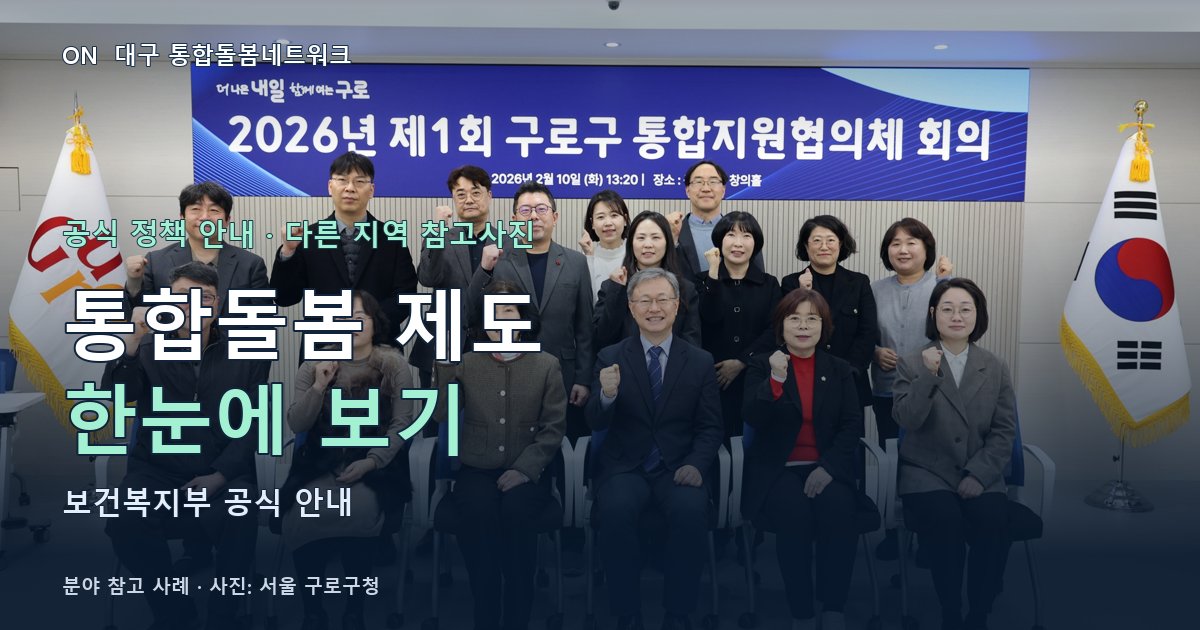 ON 대구 통합돌봄네트워크
더 나은 내일 함께 여는 구로
2026년 제1회 구로구 통합지원협의체 회의
2026년 2월 10일 (화) 13:20 | 장소 : 창의홀
공식 정책 안내 · 다른 지역 참고사진
통합돌봄 제도
한눈에 보기
보건복지부 공식 안내
분야 참고 사례 · 사진: 서울 구로구청